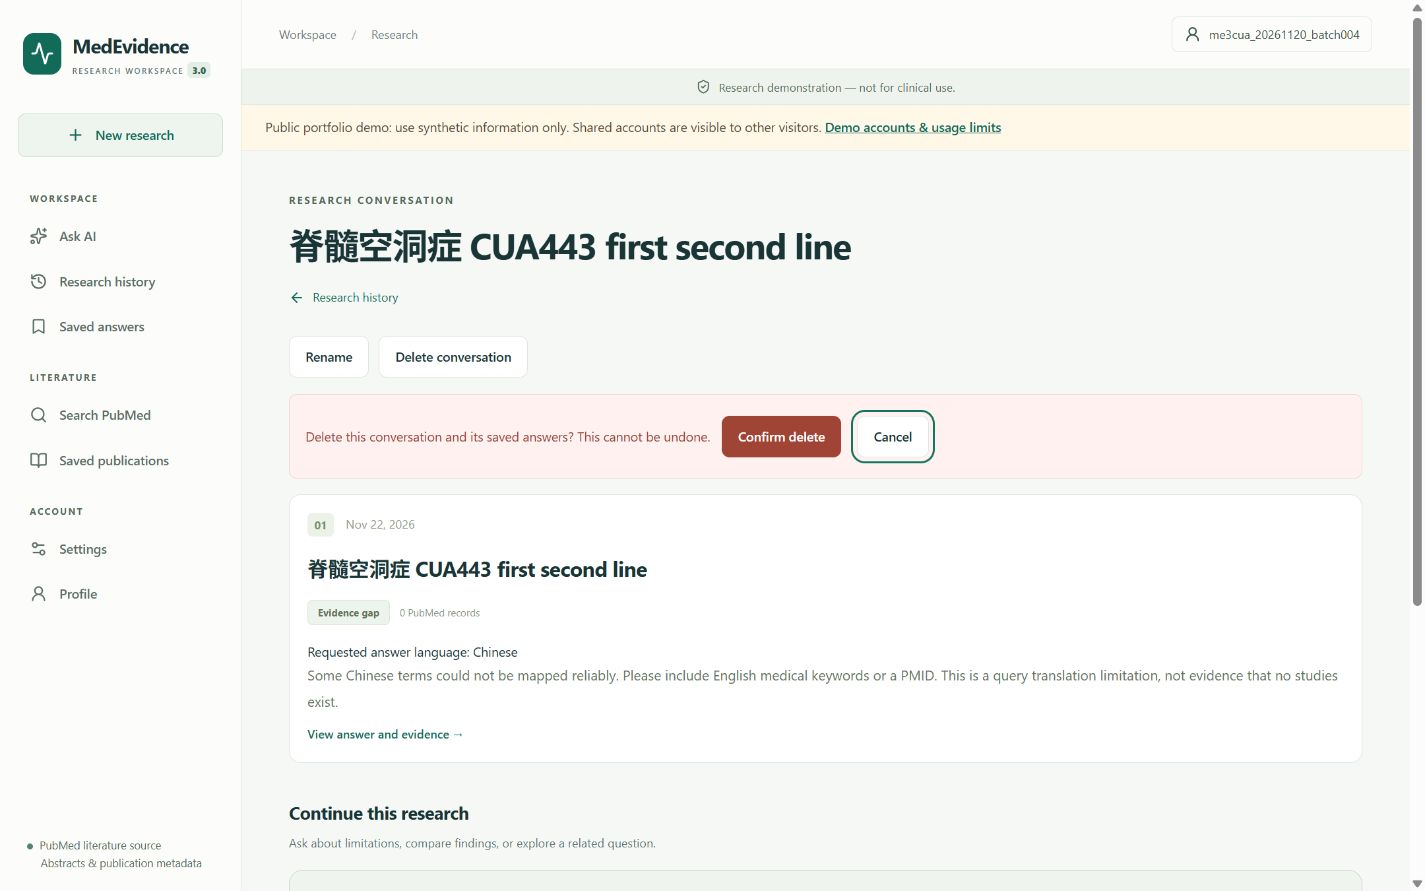 MedEvidence
RESEARCH WORKSPACE 3.0
New research
WORKSPACE
Ask AI
Research history
Saved answers
LITERATURE
Search PubMed
Saved publications
ACCOUNT
Settings
Profile
PubMed literature source
Abstracts & publication metadata
Workspace / Research
me3cua_20261120_batch004
Research demonstration — not for clinical use.
Public portfolio demo: use synthetic information only. Shared accounts are visible to other visitors. Demo accounts & usage limits
RESEARCH CONVERSATION
脊髓空洞症 CUA443 first second line
← Research history
Rename
Delete conversation
Delete this conversation and its saved answers? This cannot be undone.
Confirm delete
Cancel
01 Nov 22, 2026
脊髓空洞症 CUA443 first second line
Evidence gap 0 PubMed records
Requested answer language: Chinese
Some Chinese terms could not be mapped reliably. Please include English medical keywords or a PMID. This is a query translation limitation, not evidence that no studies
exist.
View answer and evidence →
Continue this research
Ask about limitations, compare findings, or explore a related question.